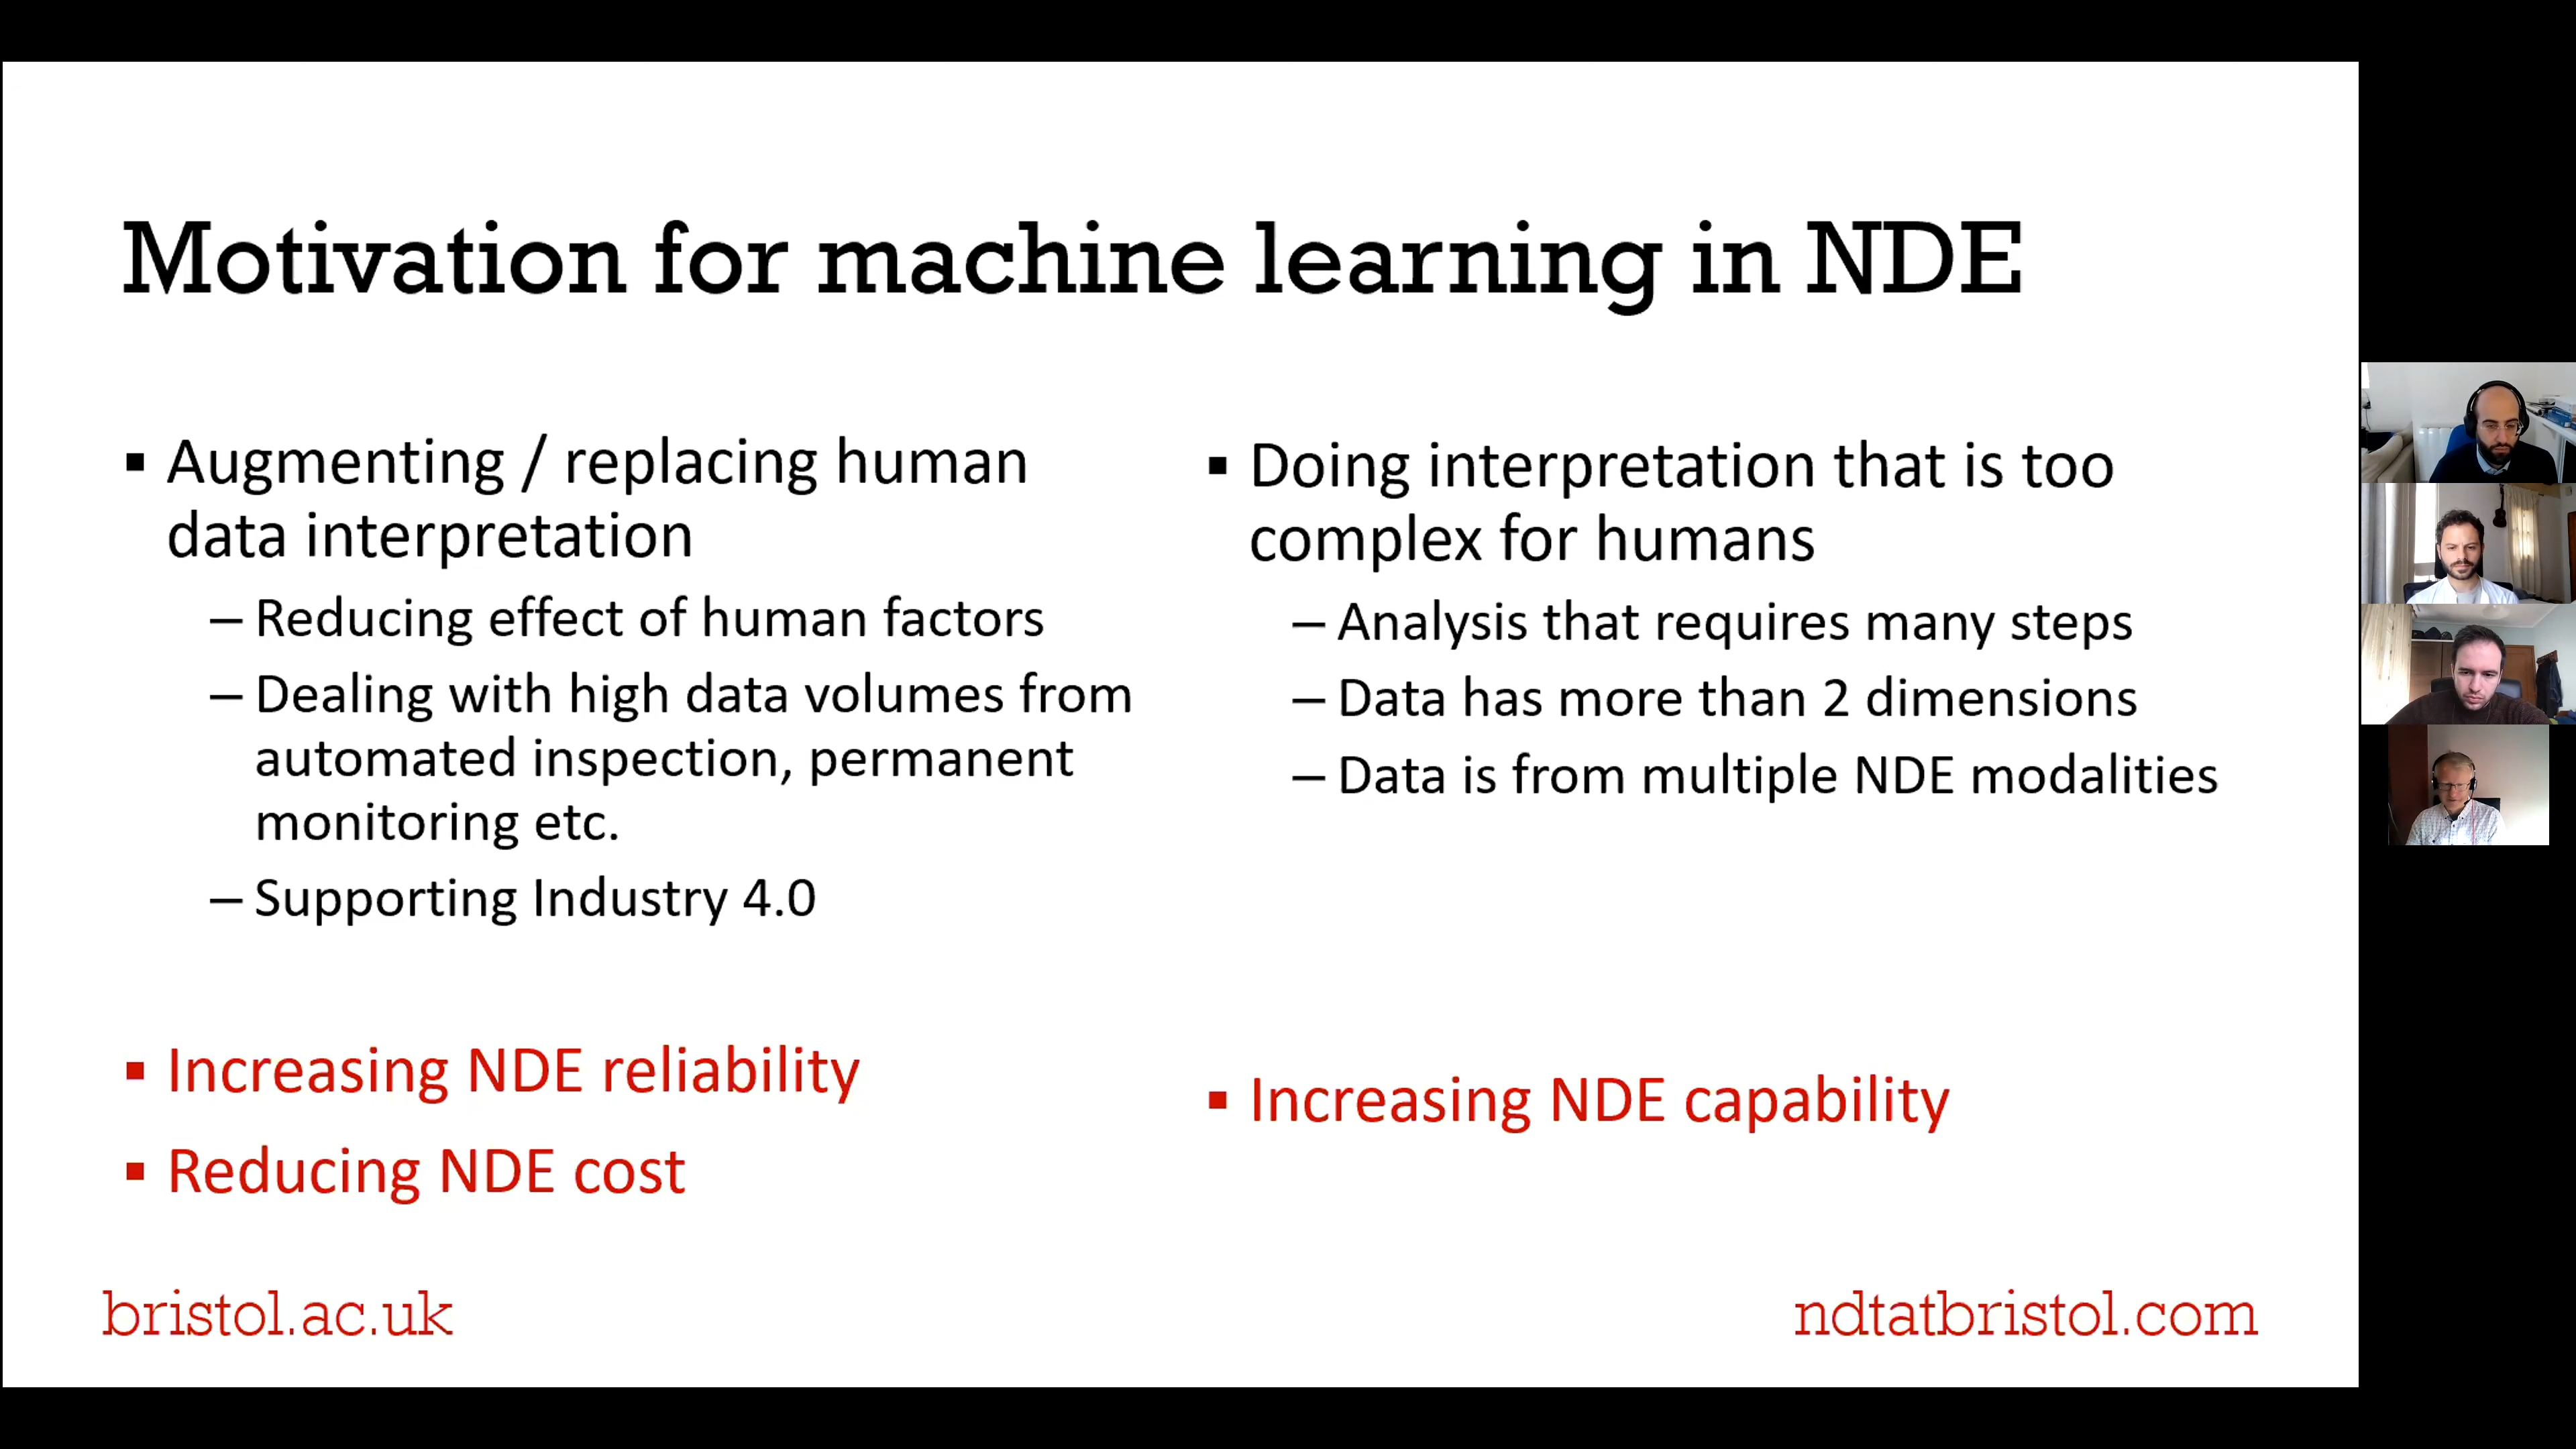 Motivation for machine learning in NDE
▪ Augmenting / replacing human
data interpretation
– Reducing effect of human factors
– Dealing with high data volumes from
automated inspection, permanent
monitoring etc.
– Supporting Industry 4.0
▪ Increasing NDE reliability
▪ Reducing NDE cost
▪ Doing interpretation that is too
complex for humans
– Analysis that requires many steps
– Data has more than 2 dimensions
– Data is from multiple NDE modalities
▪ Increasing NDE capability
bristol.ac.uk
ndtatbristol.com